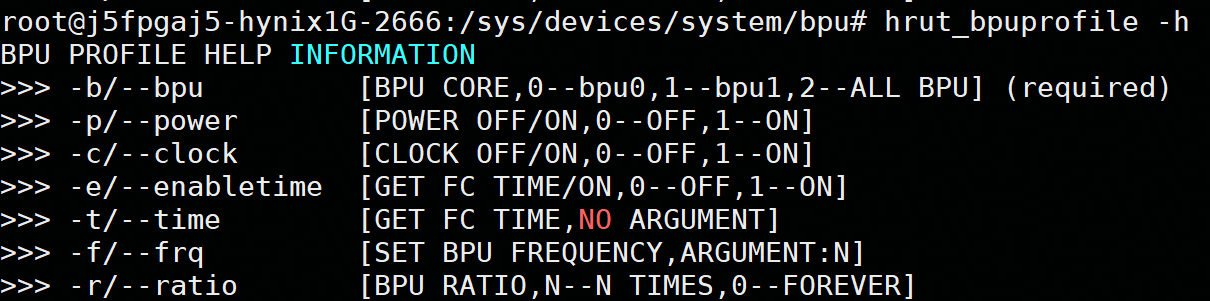 root@j5fpgaj5-hynix1G-2666:/sys/devices/system/bpu# hrut_bpuprofile -h
BPU PROFILE HELP INFORMATION
>>> -b/--bpu         [BPU CORE,0--bpu0,1--bpu1,2--ALL BPU] (required)
>>> -p/--power       [POWER OFF/ON,0--OFF,1--ON]
>>> -c/--clock       [CLOCK OFF/ON,0--OFF,1--ON]
>>> -e/--enabletime  [GET FC TIME/ON,0--OFF,1--ON]
>>> -t/--time        [GET FC TIME,NO ARGUMENT]
>>> -f/--frq         [SET BPU FREQUENCY,ARGUMENT:N]
>>> -r/--ratio       [BPU RATIO,N--N TIMES,0--FOREVER]